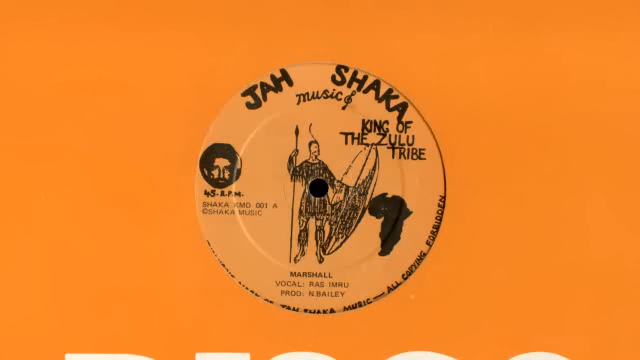 JAH SHAKA
music
KING OF
THE ZULU
TRIBE
45-R.P.M.
SHAKA KMD 001 A
©SHAKA MUSIC
MARSHALL
VOCAL: RAS IMRU
PROD: N.BAILEY
JAH SHAKA MUSIC — ALL COPYING FORBIDDEN